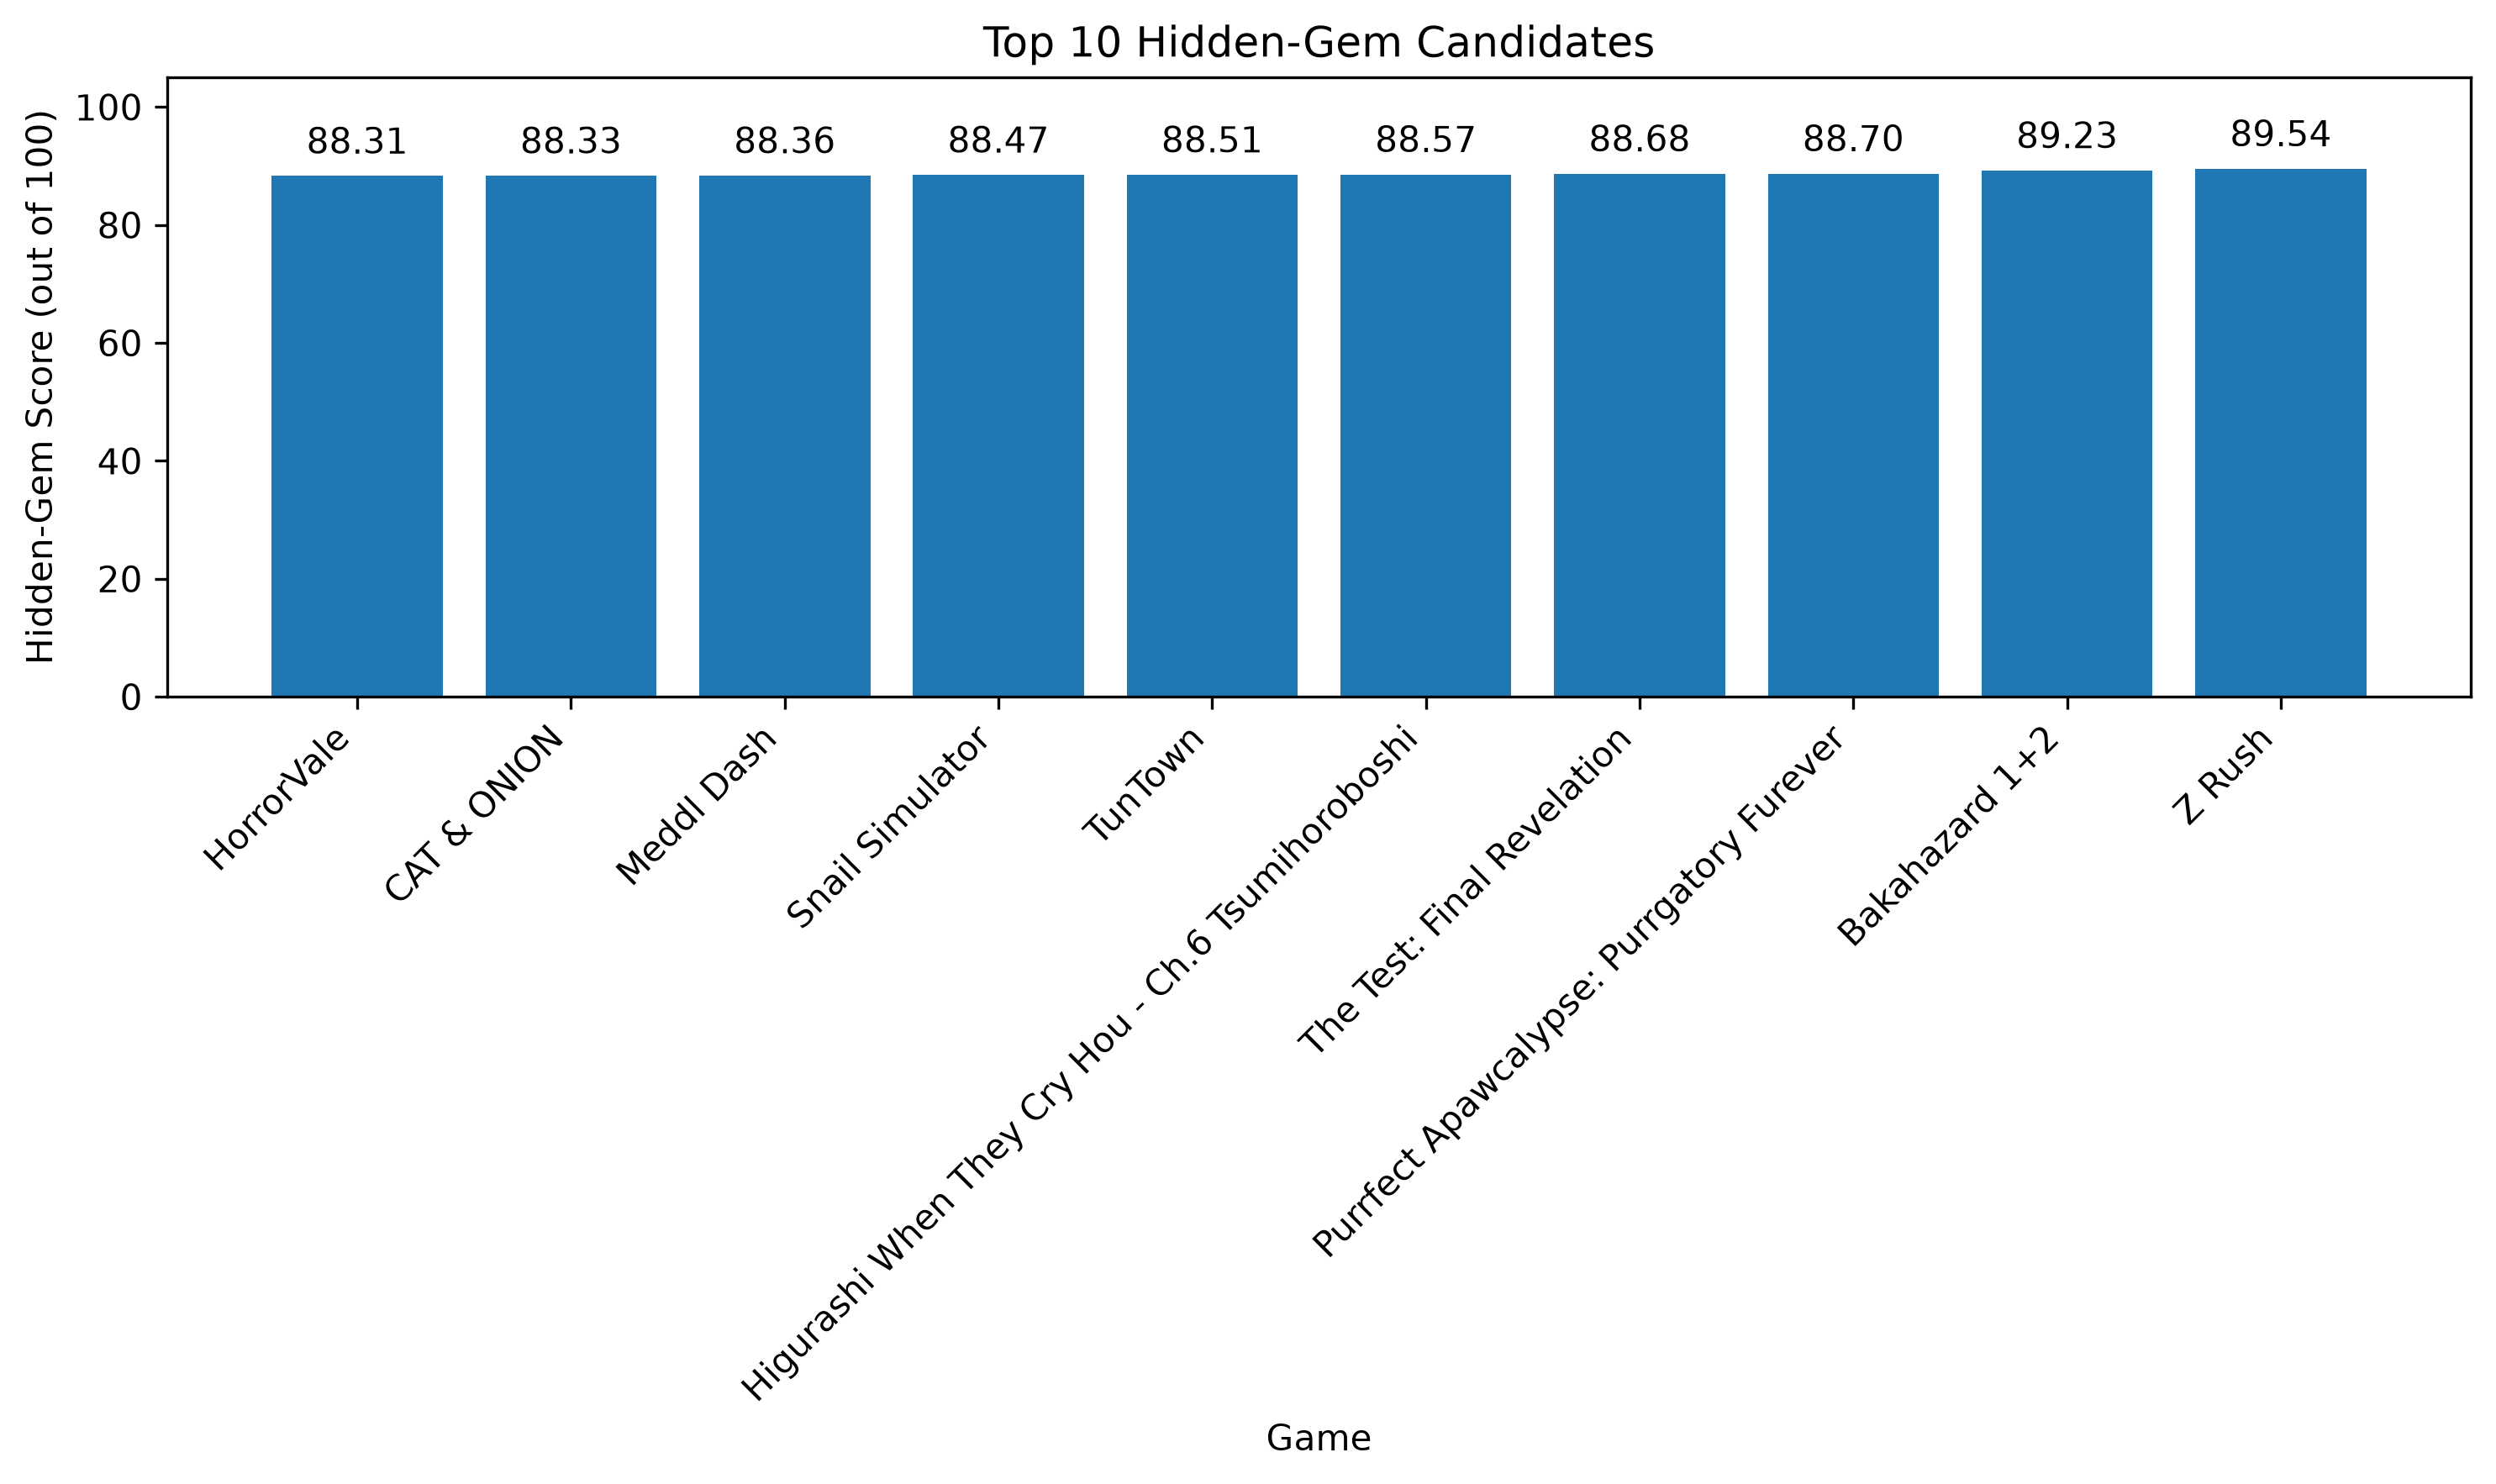 Top 10 Hidden-Gem Candidates
Hidden-Gem Score (out of 100)
100
80
60
40
20
0
88.31
88.33
88.36
88.47
88.51
88.57
88.68
88.70
89.23
89.54
HorrorVale
CAT & ONION
Meddl Dash
Snail Simulator
TunTown
Higurashi When They Cry Hou - Ch.6 Tsumihoroboshi
The Test: Final Revelation
Purrfect Apawcalypse: Purrgatory Furever
Bakahazard 1+2
Z Rush
Game